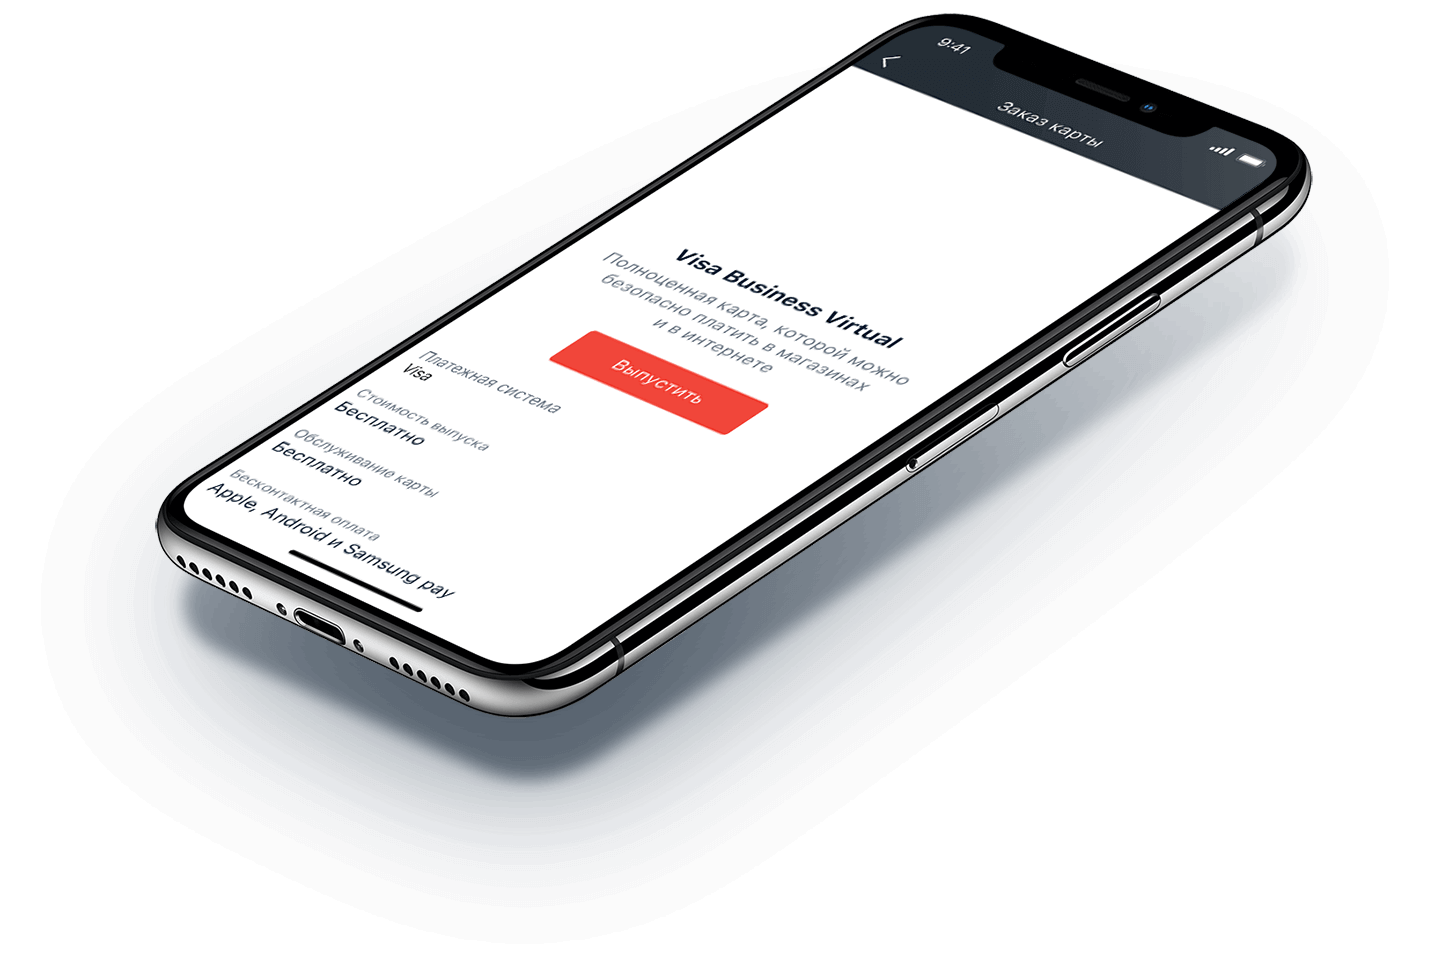 9:41
Заказ карты
Visa Business Virtual
Полноценная карта, которой можно
безопасно платить в магазинах
и в интернете
Выпустить
Платежная система
Visa
Стоимость выпуска
Бесплатно
Обслуживание карты
Бесплатно
Бесконтактная оплата
Apple, Android и Samsung pay